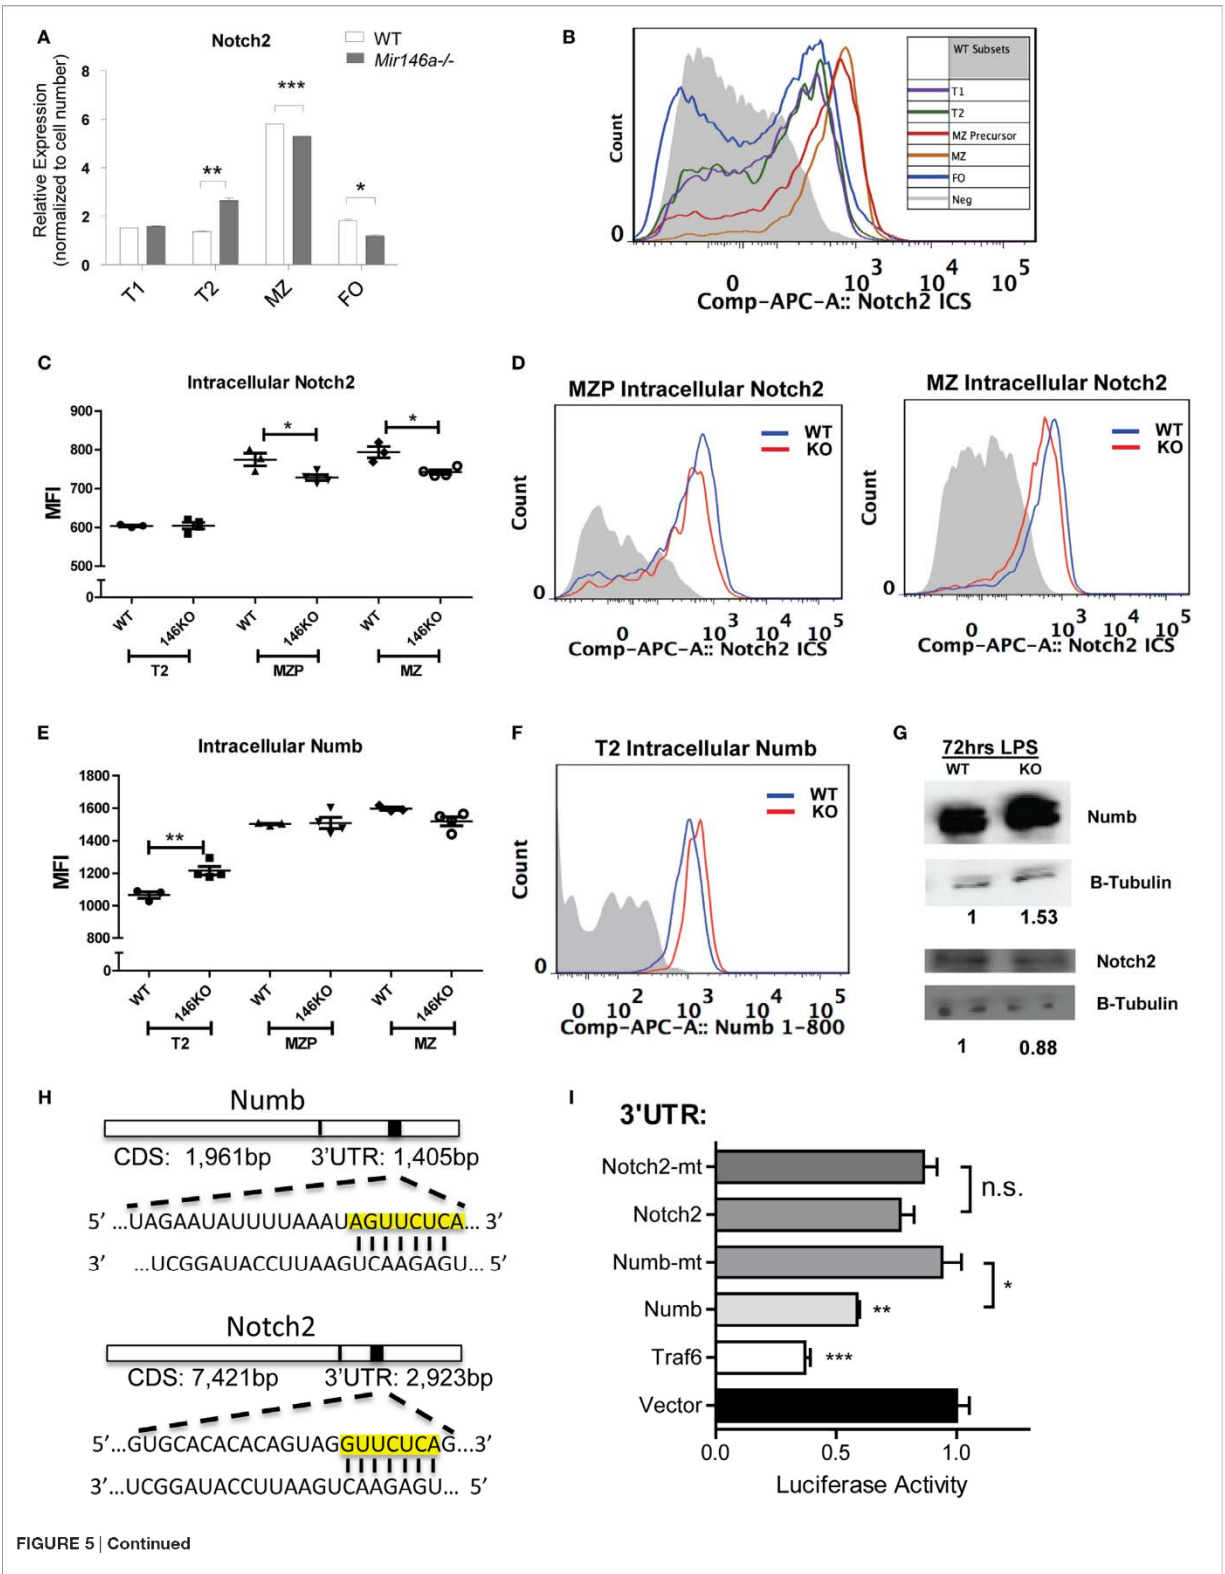 A
Notch2
WT
Mir146a-/-
Relative Expression
(normalized to cell number)
8
6
4
2
0
**
***
*
T1
T2
MZ
FO
B
Count
0
WT Subsets
T1
T2
MZ Precursor
MZ
FO
Neg
0 10^3 10^4 10^5
Comp-APC-A:: Notch2 ICS
C
Intracellular Notch2
MFI
900
800
700
600
500
0
*
*
WT 146KO WT 146KO WT 146KO
T2 MZP MZ
D
MZP Intracellular Notch2
WT
KO
Count
0
0 10^3 10^4 10^5
Comp-APC-A:: Notch2 ICS
MZ Intracellular Notch2
WT
KO
Count
0
0 10^3 10^4 10^5
Comp-APC-A:: Notch2 ICS
E
Intracellular Numb
MFI
1800
1600
1400
1200
1000
800
0
**
WT 146KO WT 146KO WT 146KO
T2 MZP MZ
F
T2 Intracellular Numb
WT
KO
Count
0
0 10^2 10^3 10^4 10^5
Comp-APC-A:: Numb 1-800
G
72hrs LPS
WT KO
Numb
B-Tubulin
1 1.53
Notch2
B-Tubulin
1 0.88
H
Numb
CDS: 1,961bp 3'UTR: 1,405bp
5' ...UAGAAUAUUUUAAAUAGUUCUCA... 3'
3' ...UCGGAUACCUUAAGUCAAGAGU... 5'
Notch2
CDS: 7,421bp 3'UTR: 2,923bp
5'...GUGCACACACAGUAGGUUCUCAG...3'
3'...UCGGAUACCUUAAGUCAAGAGU... 5'
I
3'UTR:
Notch2-mt
Notch2
n.s.
Numb-mt
Numb
**
*
Traf6
***
Vector
0.0 0.5 1.0
Luciferase Activity
FIGURE 5 | Continued